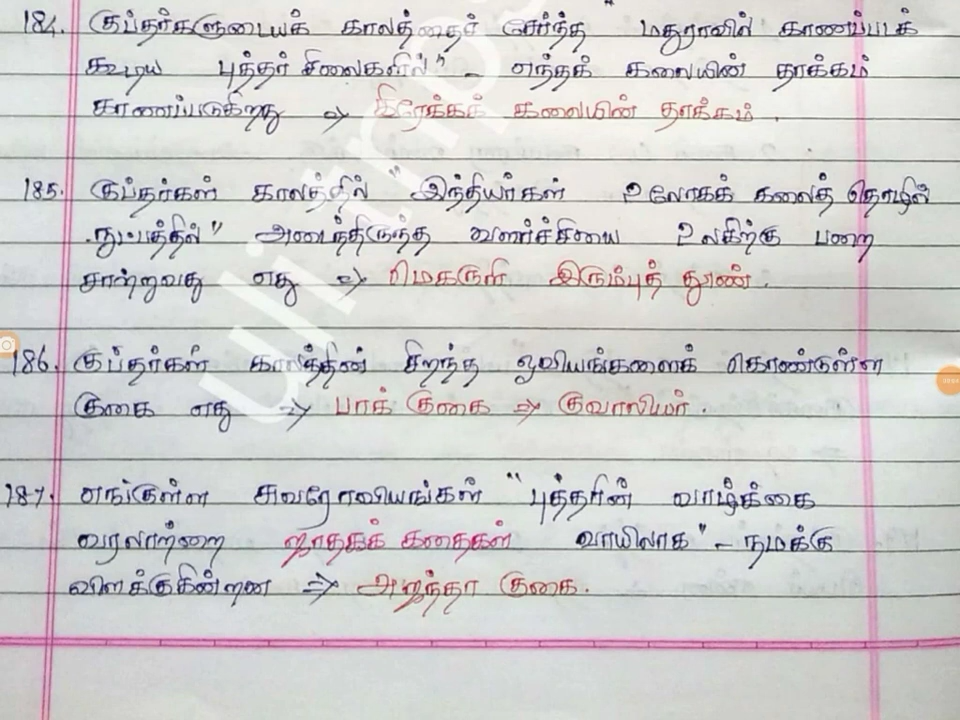 184. குப்தர்களுடையக் காலத்தைச் சேர்ந்த "மதுராவில் காணப்படக்
கூடிய புத்தர் சிலைகளில்" - எந்தக் கலையின் தாக்கம்
காணப்படுகிறது => கிரேக்கக் கலையின் தாக்கம்.
185. குப்தர்கள் காலத்தில் "இந்தியர்கள் உலோகக் கலைத் தொழில்
நுட்பத்தில்" அடைந்திருந்த வளர்ச்சியை உலகிற்கு பறை
சாற்றுவது எது => மெகருளி இரும்புத் தூண்.
186. குப்தர்கள் காலத்தின் சிறந்த ஓவியங்களைக் கொண்டுள்ள
குகை எது => பாக் குகை => குவாலியர்.
187. எங்குள்ள சுவரோவியங்கள் "புத்தரின் வாழ்க்கை
வரலாற்றை ஜாதகக் கதைகள் வாயிலாக" - நமக்கு
விளக்குகின்றன => அஜந்தா குகை.